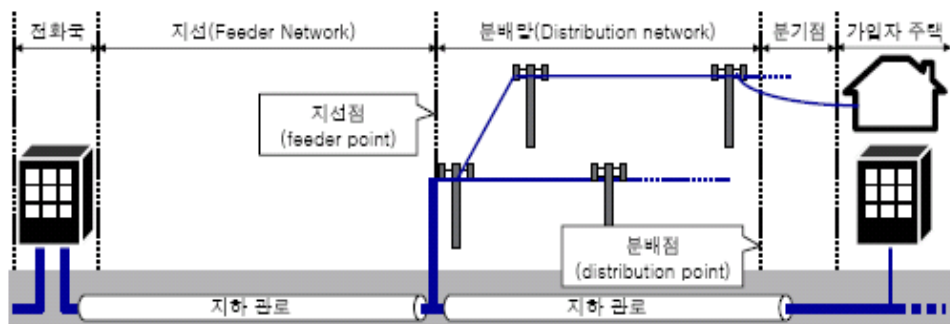 전화국
지선(Feeder Network)
분배망(Distribution network)
분기점
가입자 주택
지선점
(feeder point)
분배점
(distribution point)
지하 관로
지하 관로